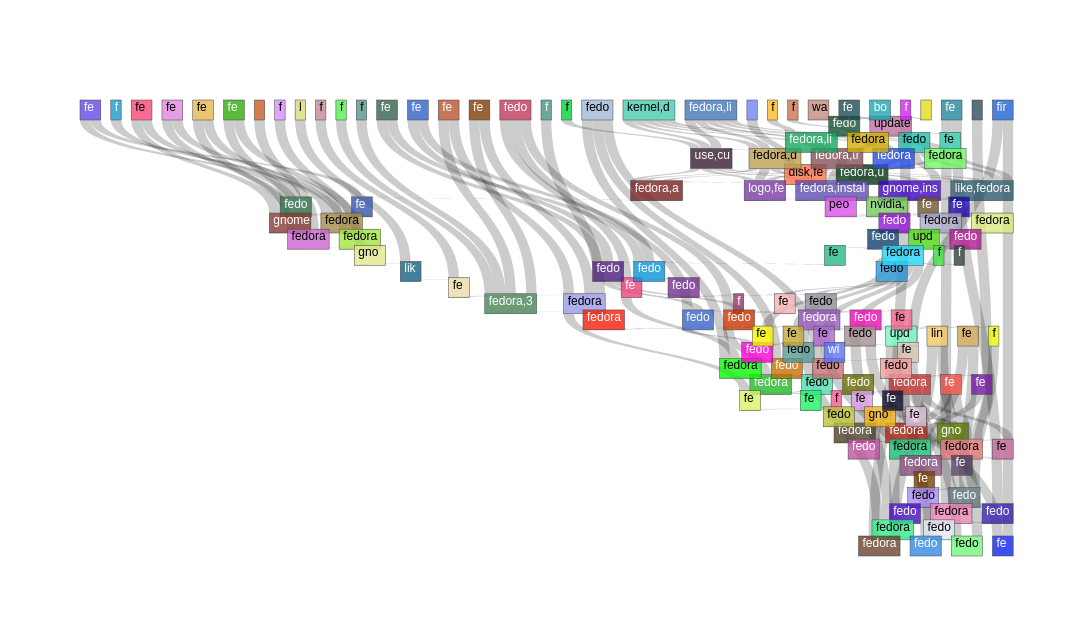 fe f fe fe fe fe f l f f f fe fe fe fe fedo f f fedo kernel,d fedora,li f f wa fe bo f fe fir
fedo update
fedora,li fedora fedo fe
use,cu fedora,d fedora,tr fedora fedora
disk,fe fedora,u
fedora,a logo,fe fedora,instal gnome,ins like,fedora
fedo fe peo nvidia, fe fe
gnome fedora fedo fedora fedora
fedora fedora fedo upd fedo
gno fe fedora f f
lik fedo fedo fedo
fe fe fedo
fedora,3 fedora f fe fedo
fedora fedo fedo fedora fedo fe
fe fe fe fedo upd lin fe f
fedo fedo wi fe
fedora fedo fedo fedo
fedora fedo fedo fedora fe fe
fe fe f fe fe
fedo gno fe
fedora fedora gno
fedo fedora fedora fe
fedora fe
fe
fedo fedo
fedo fedora fedo
fedora fedo
fedora fedo fedo fe